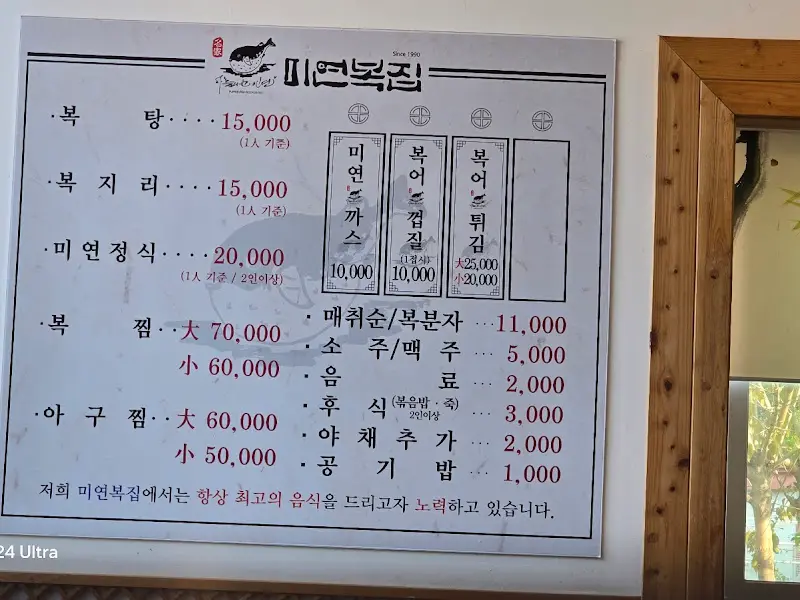 Since 1990
미연복집
· 복 탕 ···· 15,000
(1人 기준)
· 복 지 리 ···· 15,000
(1人 기준)
· 미 연 정 식 ···· 20,000
(1人 기준 / 2인이상)
· 복 찜 ·· 大 70,000
小 60,000
· 아 구 찜 ·· 大 60,000
小 50,000
미연까스
10,000
복어껍질
(1접시)
10,000
복어튀김
大25,000
小20,000
· 매취순/복분자 ··· 11,000
· 소 주/맥 주 ··· 5,000
· 음 료 ··· 2,000
· 후 식 (볶음밥 · 죽) 2인이상 ··· 3,000
· 야 채 추 가 ··· 2,000
· 공 기 밥 ··· 1,000
저희 미연복집에서는 항상 최고의 음식을 드리고자 노력하고 있습니다.
24 Ultra